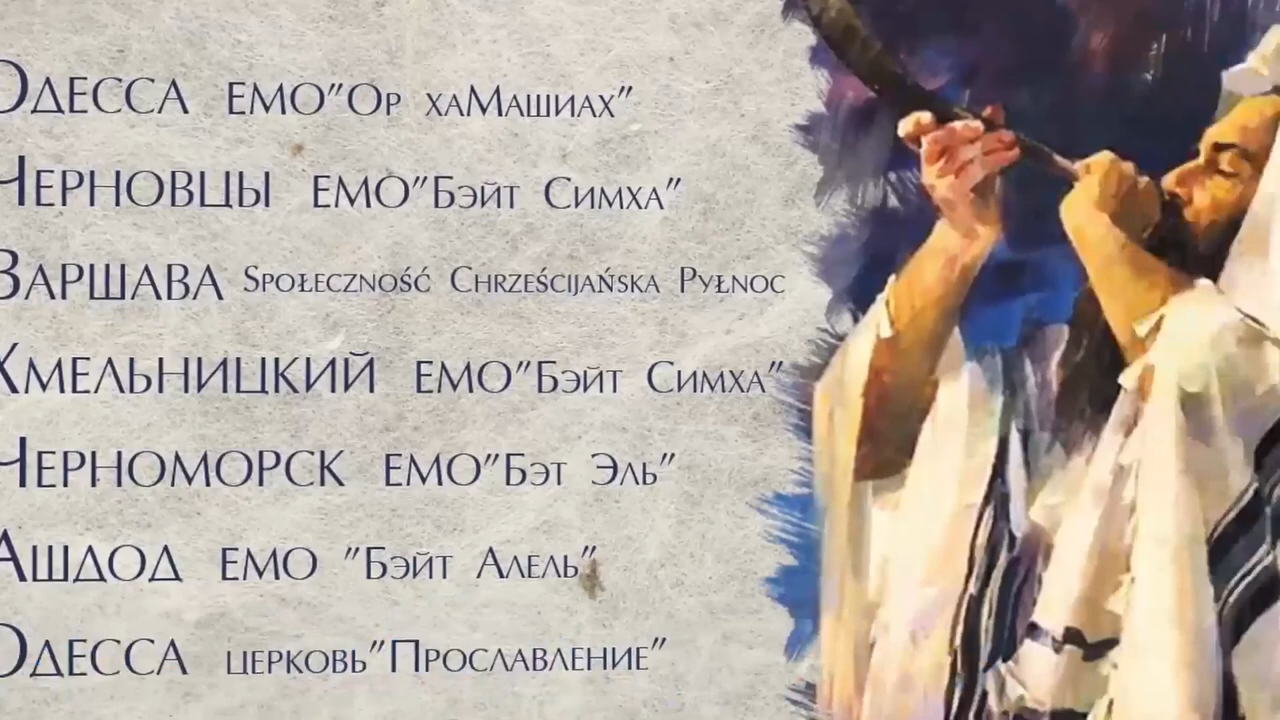 Одесса ЕМО"Ор хаМашиах"
Черновцы ЕМО"Бэйт Симха"
Варшава Społeczność Chrześcijańska Pyłnoc
Хмельницкий ЕМО"Бэйт Симха"
Черноморск ЕМО"Бэт Эль"
Ашдод ЕМО "Бэйт Алель"
Одесса церковь"Прославление"